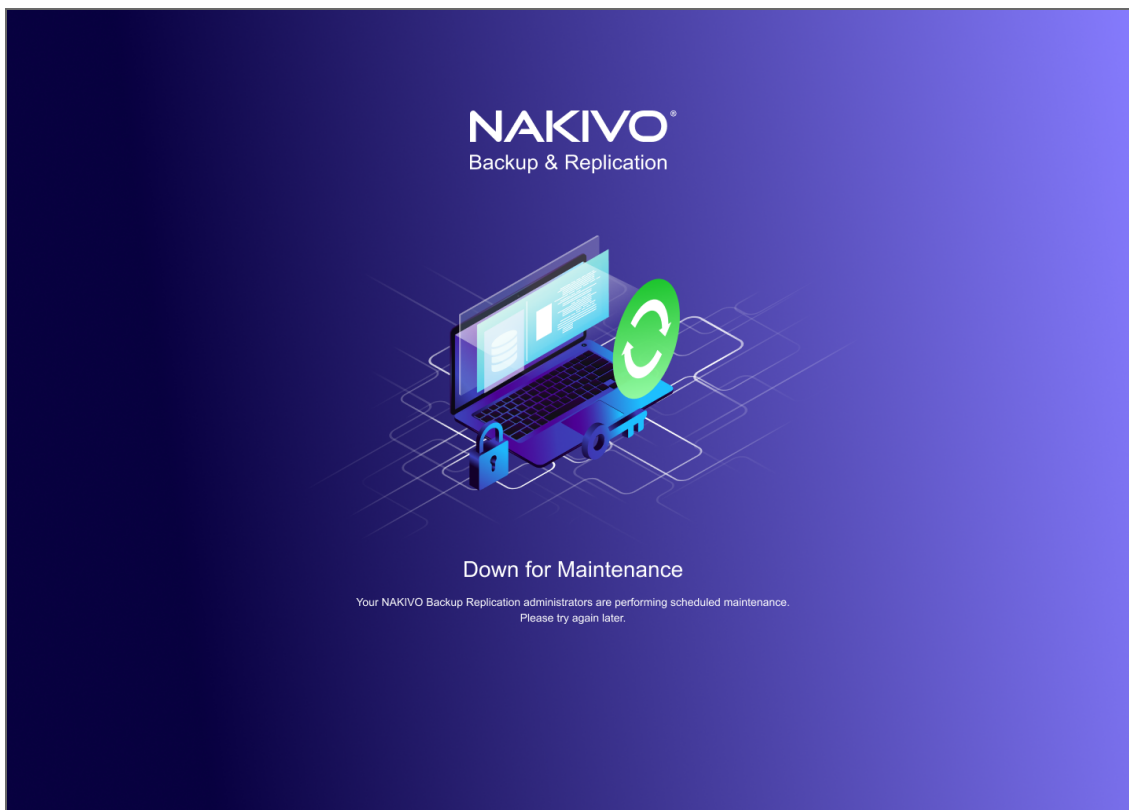 NAKIVO®
Backup & Replication
Down for Maintenance
Your NAKIVO Backup Replication administrators are performing scheduled maintenance.
Please try again later.